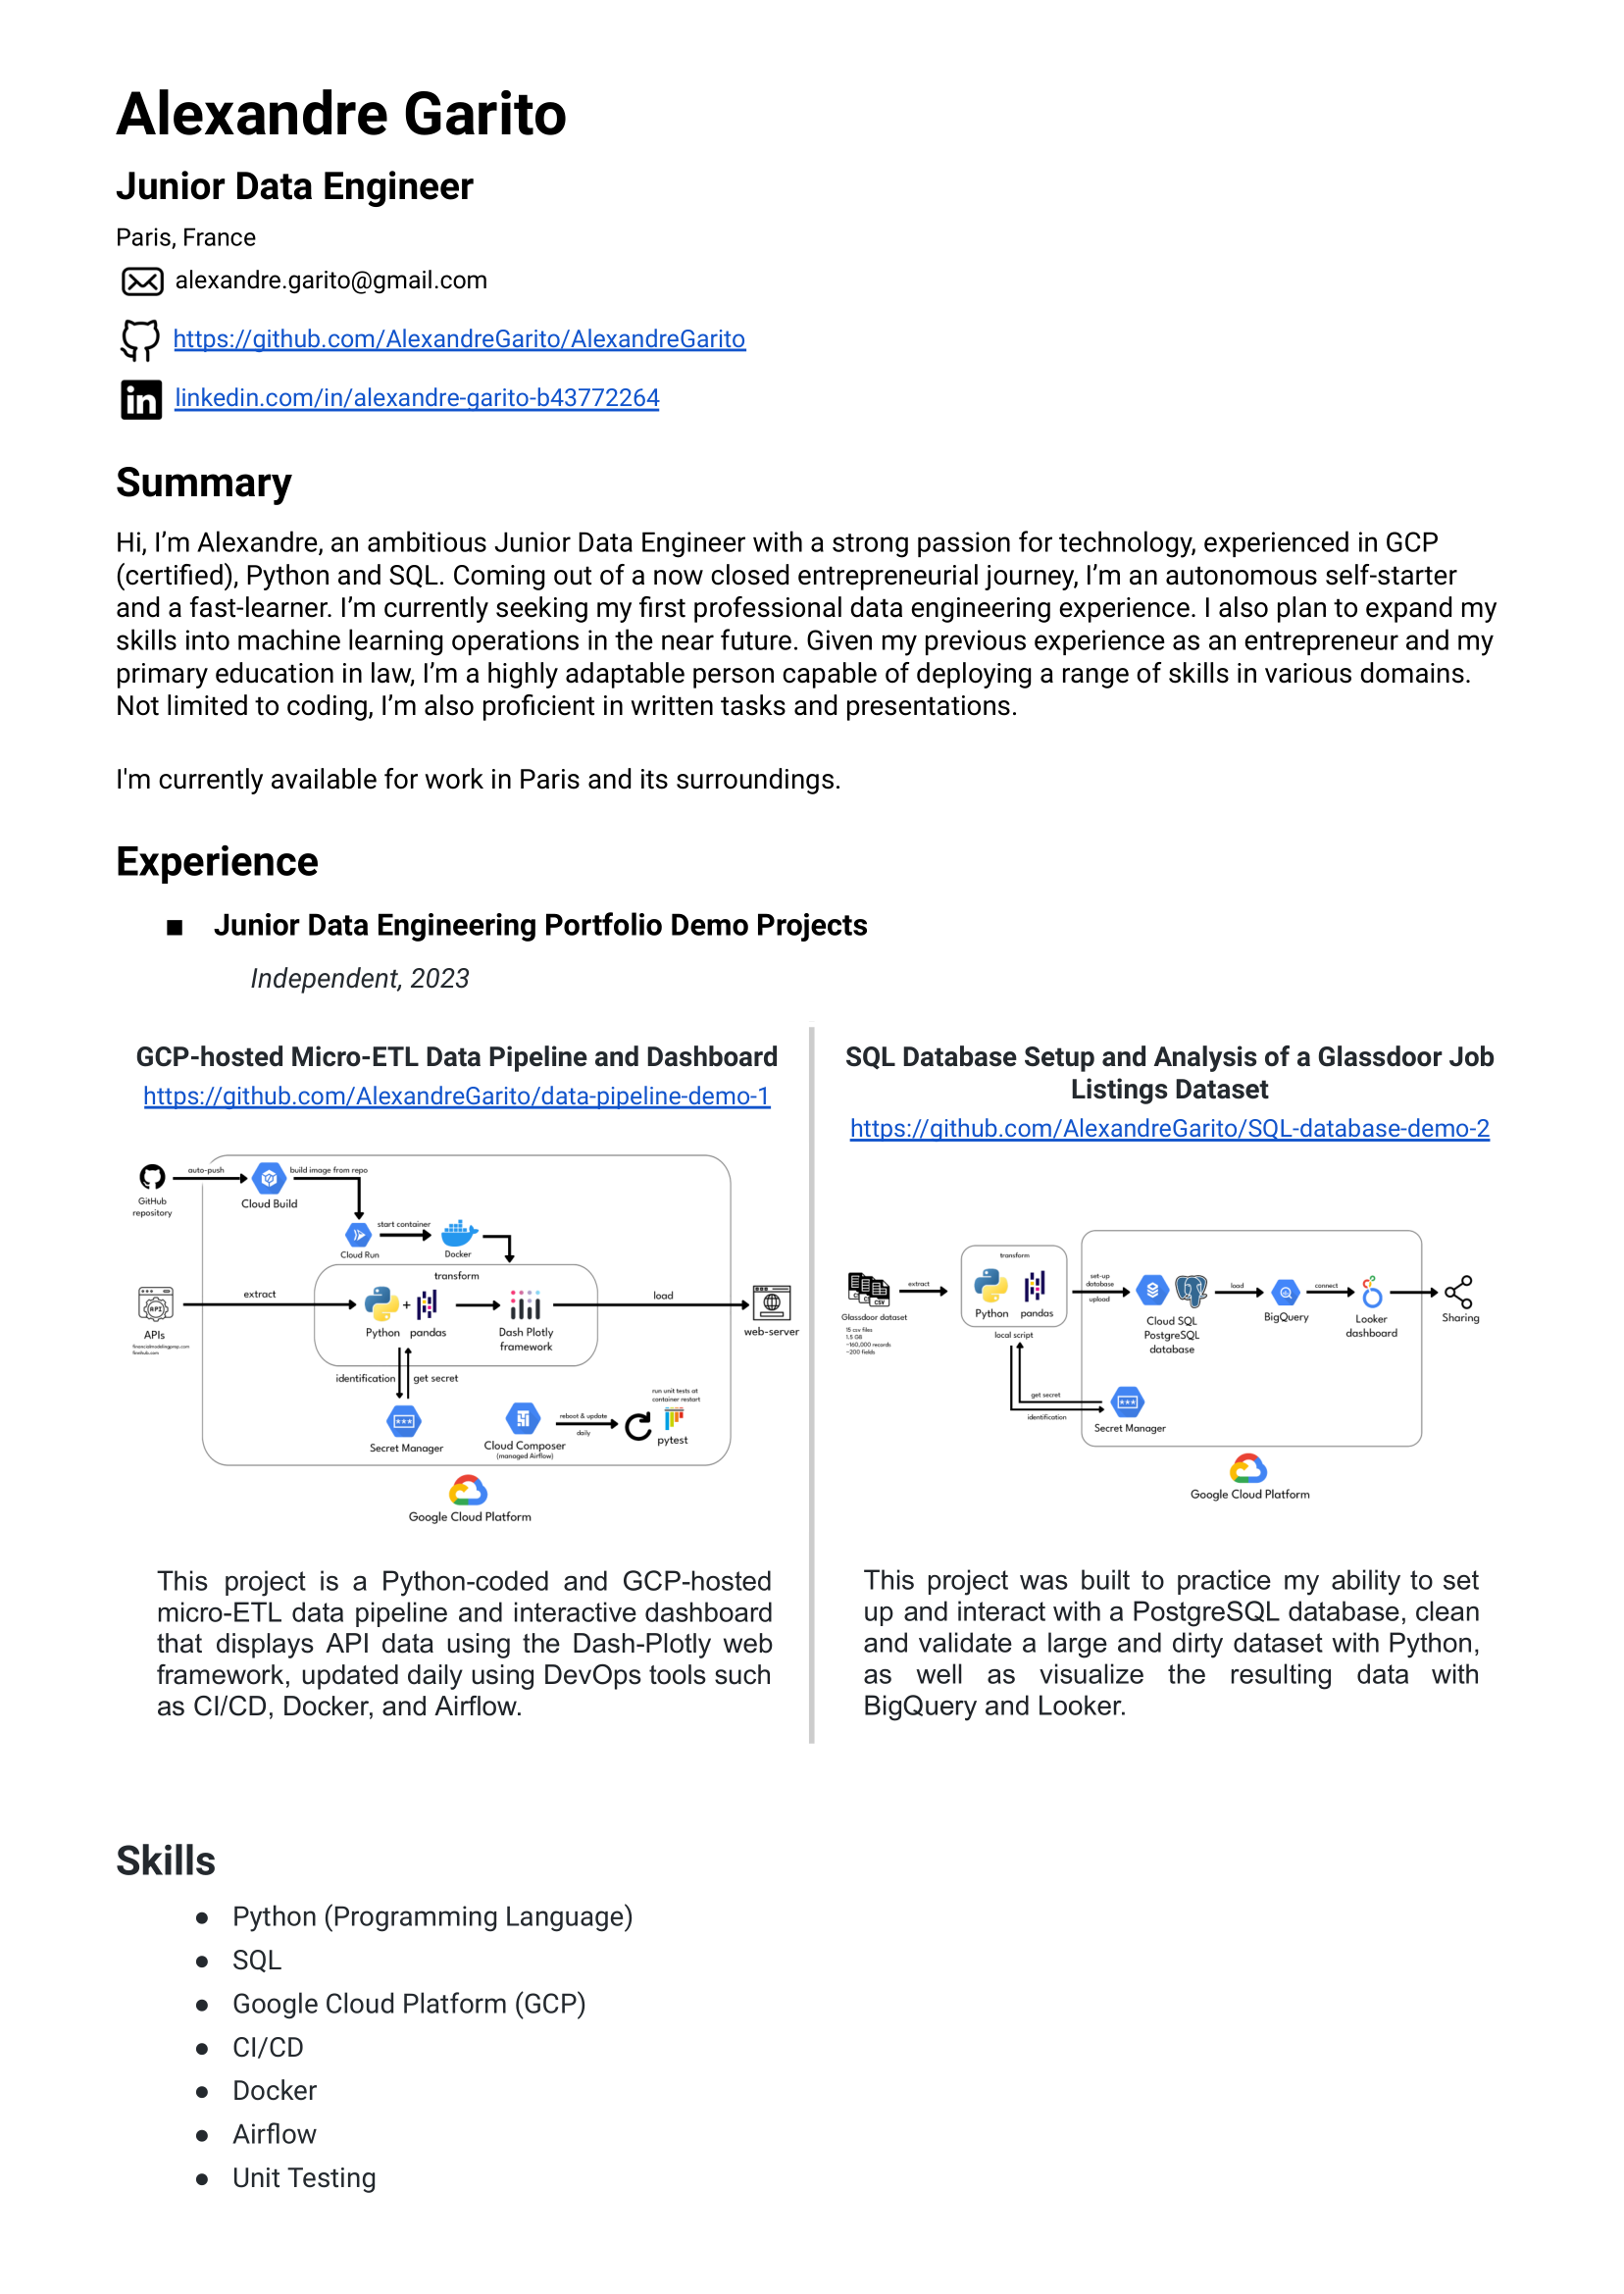 Alexandre Garito
Junior Data Engineer
Paris, France
alexandre.garito@gmail.com
https://github.com/AlexandreGarito/AlexandreGarito
linkedin.com/in/alexandre-garito-b43772264
Summary
Hi, I’m Alexandre, an ambitious Junior Data Engineer with a strong passion for technology, experienced in GCP
(certified), Python and SQL. Coming out of a now closed entrepreneurial journey, I’m an autonomous self-starter
and a fast-learner. I’m currently seeking my first professional data engineering experience. I also plan to expand my
skills into machine learning operations in the near future. Given my previous experience as an entrepreneur and my
primary education in law, I’m a highly adaptable person capable of deploying a range of skills in various domains.
Not limited to coding, I’m also proficient in written tasks and presentations.
I'm currently available for work in Paris and its surroundings.
Experience
■ Junior Data Engineering Portfolio Demo Projects
Independent, 2023
GCP-hosted Micro-ETL Data Pipeline and Dashboard
https://github.com/AlexandreGarito/data-pipeline-demo-1
GitHub
repository
auto-push
Cloud Build
build image from repo
Cloud Run
start container
Docker
transform
APIs
financialmodelingprep.com
finnhub.com
extract
Python + pandas
Dash Plotly
framework
load
web-server
identification
get secret
Secret Manager
Cloud Composer
(managed Airflow)
reboot & update
daily
run unit tests at
container restart
pytest
Google Cloud Platform
This project is a Python-coded and GCP-hosted
micro-ETL data pipeline and interactive dashboard
that displays API data using the Dash-Plotly web
framework, updated daily using DevOps tools such
as CI/CD, Docker, and Airflow.
SQL Database Setup and Analysis of a Glassdoor Job
Listings Dataset
https://github.com/AlexandreGarito/SQL-database-demo-2
CSV
Glassdoor dataset
15 csv files
1.5 GB
~160,000 records
~200 fields
extract
transform
Python pandas
local script
set-up
database
upload
Cloud SQL
PostgreSQL
database
load
BigQuery
connect
Looker
dashboard
Sharing
get secret
identification
Secret Manager
Google Cloud Platform
This project was built to practice my ability to set
up and interact with a PostgreSQL database, clean
and validate a large and dirty dataset with Python,
as well as visualize the resulting data with
BigQuery and Looker.
Skills
● Python (Programming Language)
● SQL
● Google Cloud Platform (GCP)
● CI/CD
● Docker
● Airflow
● Unit Testing